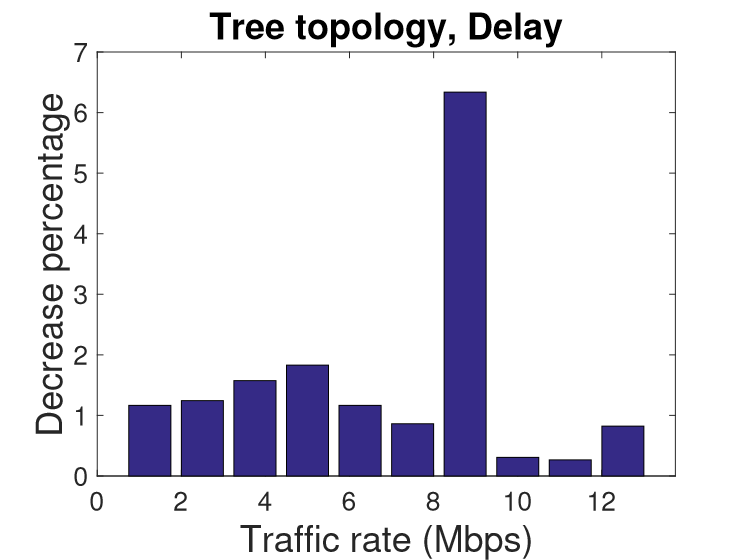 Tree topology, Delay
Decrease percentage
7
6
5
4
3
2
1
0
0 2 4 6 8 10 12
Traffic rate (Mbps)